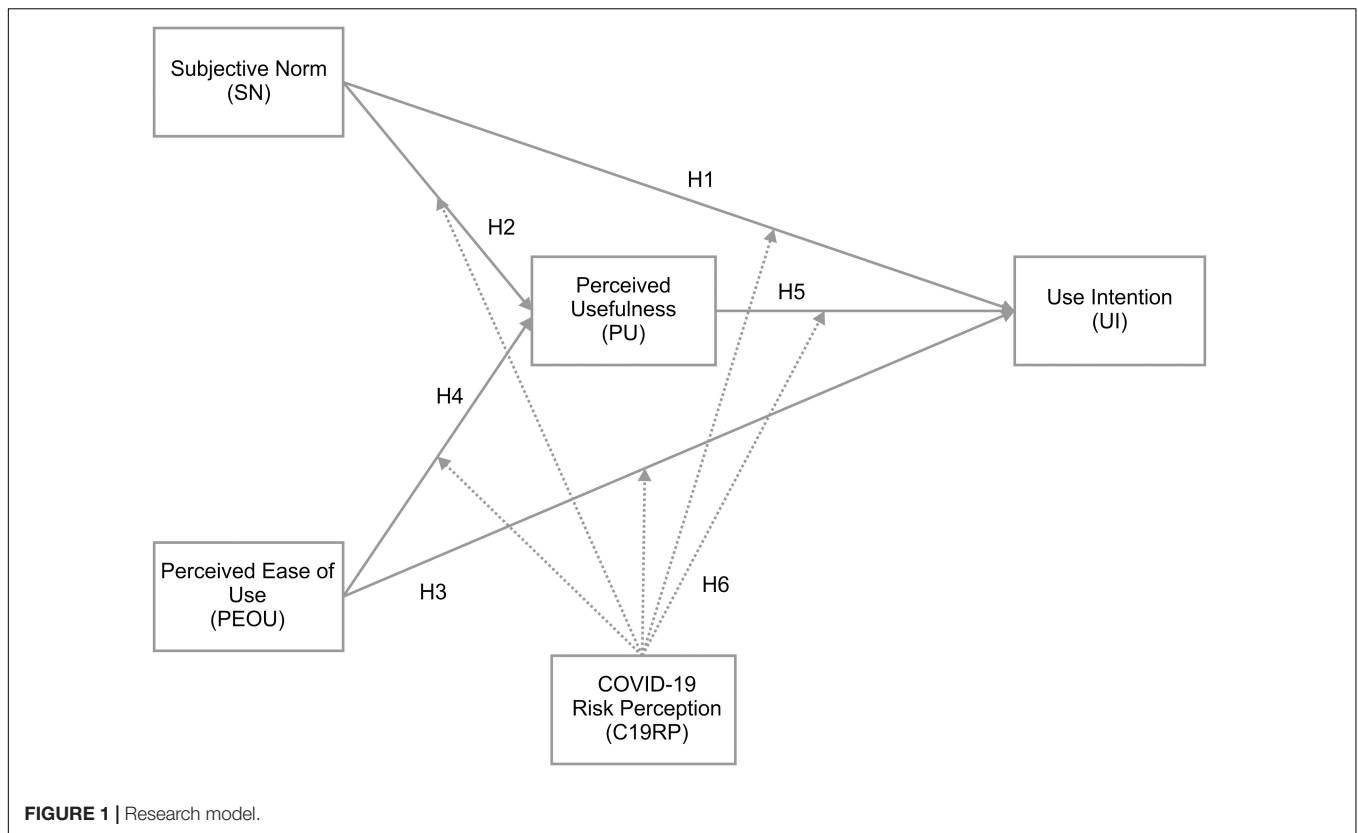 Subjective Norm
(SN)
H1
H2
Perceived
Usefulness
(PU)
H5
Use Intention
(UI)
H4
Perceived Ease of
Use
(PEOU)
H3
H6
COVID-19
Risk Perception
(C19RP)
FIGURE 1 | Research model.